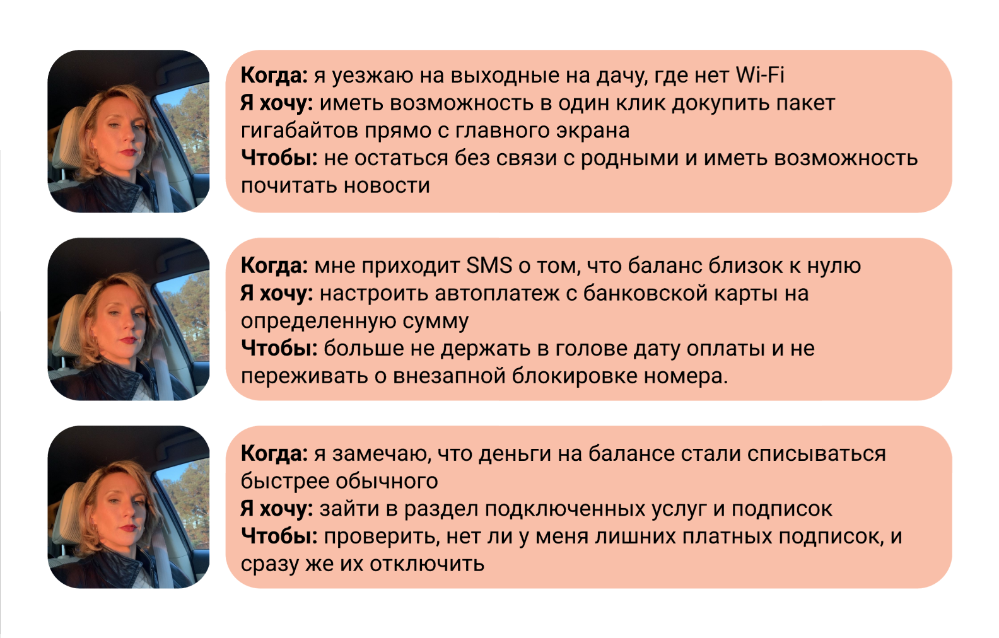 Когда: я уезжаю на выходные на дачу, где нет Wi-Fi
Я хочу: иметь возможность в один клик докупить пакет
гигабайтов прямо с главного экрана
Чтобы: не остаться без связи с родными и иметь возможность
почитать новости
Когда: мне приходит SMS о том, что баланс близок к нулю
Я хочу: настроить автоплатеж с банковской карты на
определенную сумму
Чтобы: больше не держать в голове дату оплаты и не
переживать о внезапной блокировке номера.
Когда: я замечаю, что деньги на балансе стали списываться
быстрее обычного
Я хочу: зайти в раздел подключенных услуг и подписок
Чтобы: проверить, нет ли у меня лишних платных подписок, и
сразу же их отключить